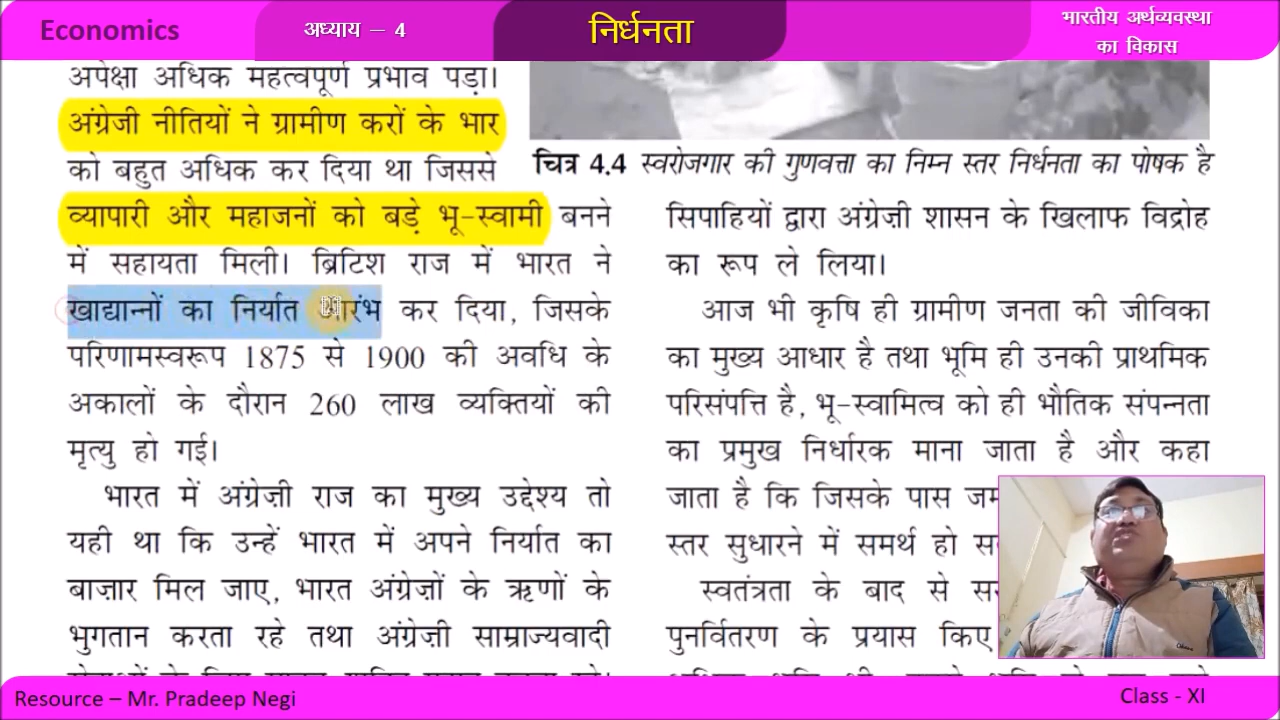 Economics
अध्याय – 4
निर्धनता
भारतीय अर्थव्यवस्था
का विकास
अपेक्षा अधिक महत्वपूर्ण प्रभाव पड़ा।
अंग्रेजी नीतियों ने ग्रामीण करों के भार
को बहुत अधिक कर दिया था जिससे
व्यापारी और महाजनों को बड़े भू-स्वामी बनने
में सहायता मिली। ब्रिटिश राज में भारत ने
खाद्यान्नों का निर्यात प्रारंभ कर दिया, जिसके
परिणामस्वरूप 1875 से 1900 की अवधि के
अकालों के दौरान 260 लाख व्यक्तियों की
मृत्यु हो गई।
भारत में अंग्रेज़ी राज का मुख्य उद्देश्य तो
यही था कि उन्हें भारत में अपने निर्यात का
बाज़ार मिल जाए, भारत अंग्रेज़ों के ऋणों के
भुगतान करता रहे तथा अंग्रेज़ी साम्राज्यवादी
चित्र 4.4 स्वरोजगार की गुणवत्ता का निम्न स्तर निर्धनता का पोषक है
सिपाहियों द्वारा अंग्रेज़ी शासन के खिलाफ विद्रोह
का रूप ले लिया।
आज भी कृषि ही ग्रामीण जनता की जीविका
का मुख्य आधार है तथा भूमि ही उनकी प्राथमिक
परिसंपत्ति है, भू-स्वामित्व को ही भौतिक संपन्नता
का प्रमुख निर्धारक माना जाता है और कहा
जाता है कि जिसके पास
स्तर सुधारने में समर्थ हो
स्वतंत्रता के बाद से
पुनर्वितरण के प्रयास किए
Resource – Mr. Pradeep Negi
Class - XI